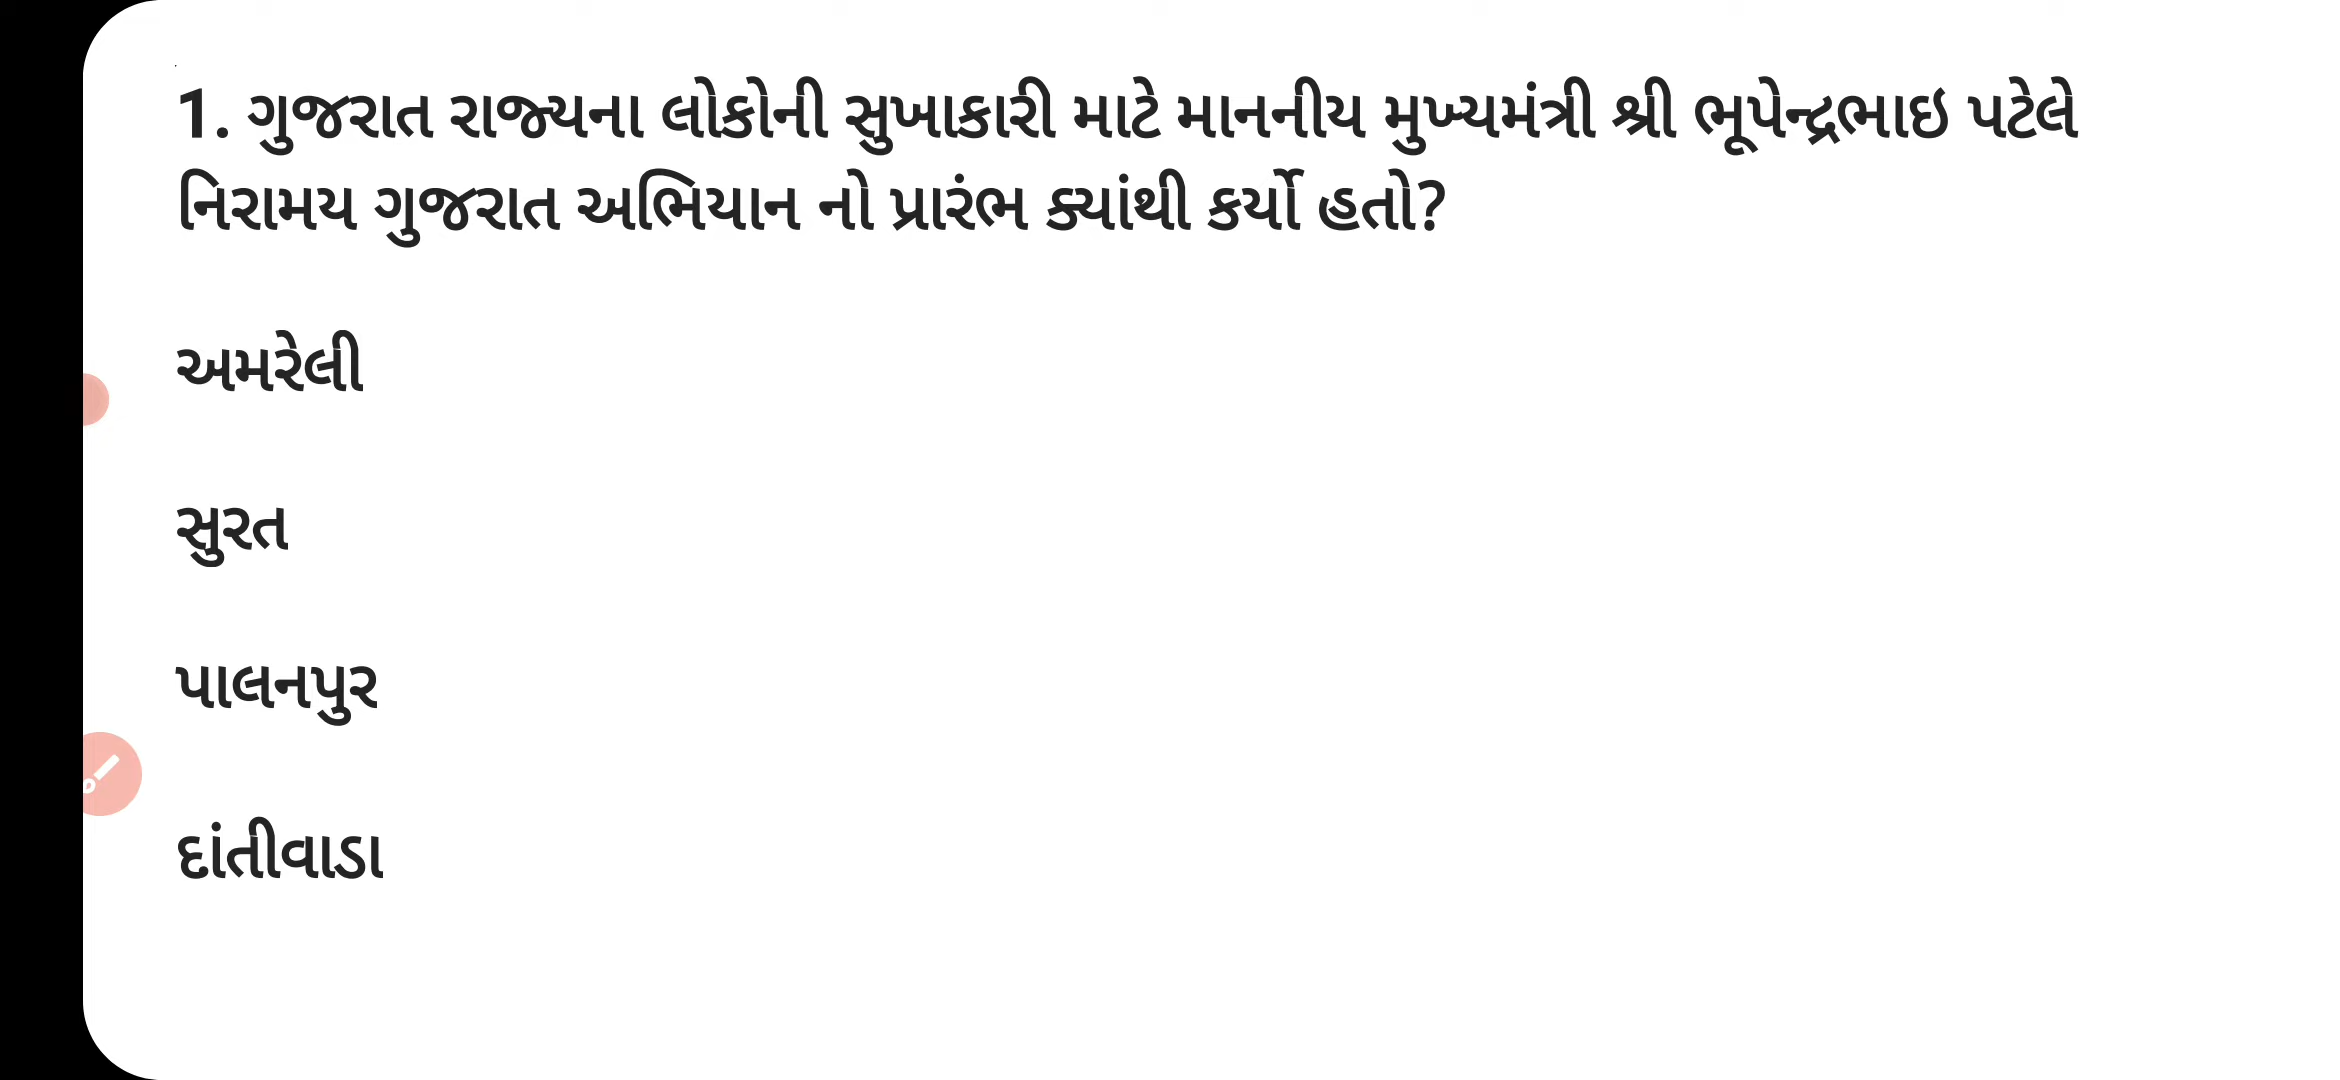 1. ગુજરાત રાજ્યના લોકોની સુખાકારી માટે માનનીય મુખ્યમંત્રી શ્રી ભૂપેન્દ્રભાઇ પટેલે
નિરામય ગુજરાત અભિયાન નો પ્રારંભ ક્યાંથી કર્યો હતો?
અમરેલી
સુરત
પાલનપુર
દાંતીવાડા